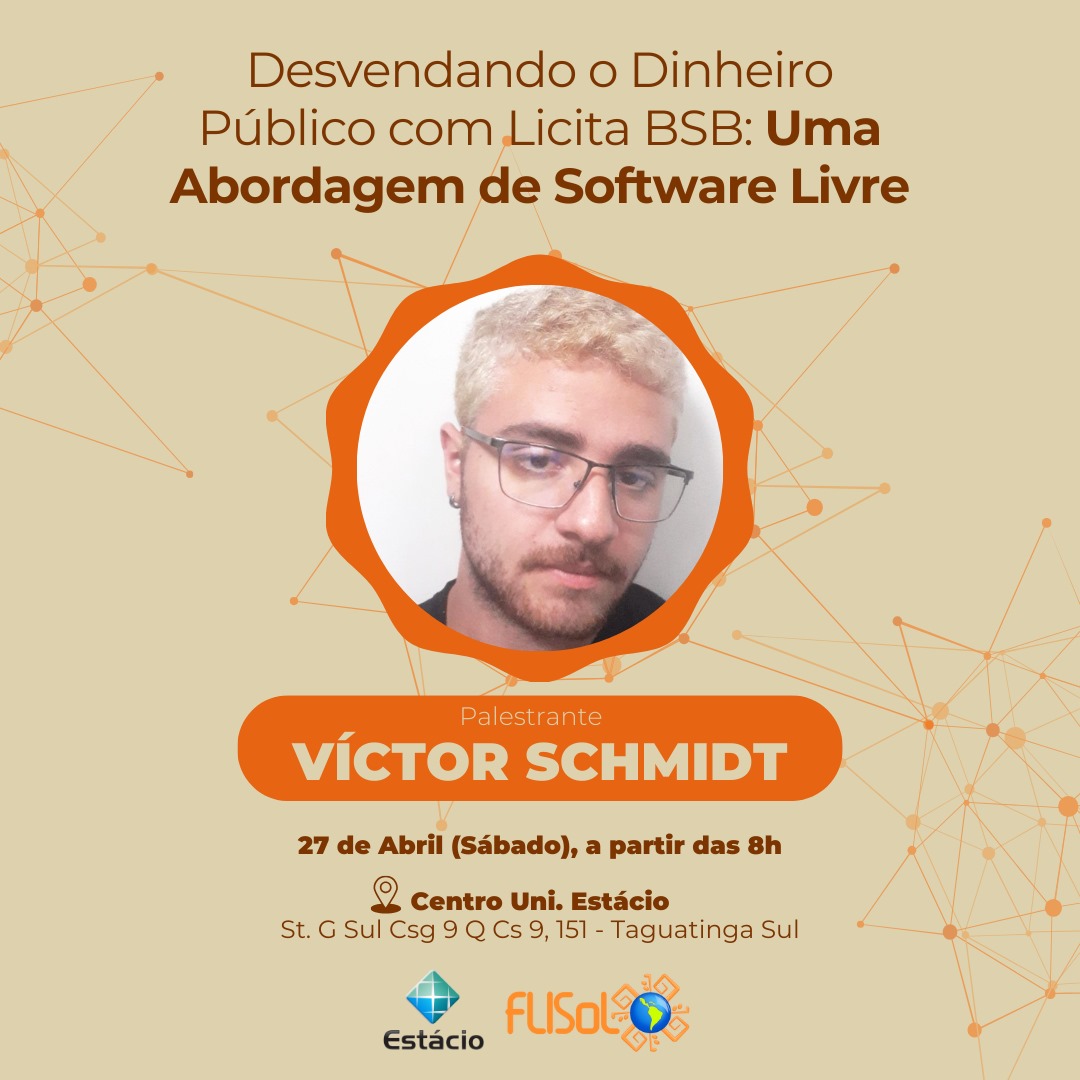 Desvendando o Dinheiro
Público com Licita BSB: Uma
Abordagem de Software Livre
Palestrante
VÍCTOR SCHMIDT
27 de Abril (Sábado), a partir das 8h
Centro Uni. Estácio
St. G Sul Csg 9 Q Cs 9, 151 - Taguatinga Sul
Estácio
FLISol